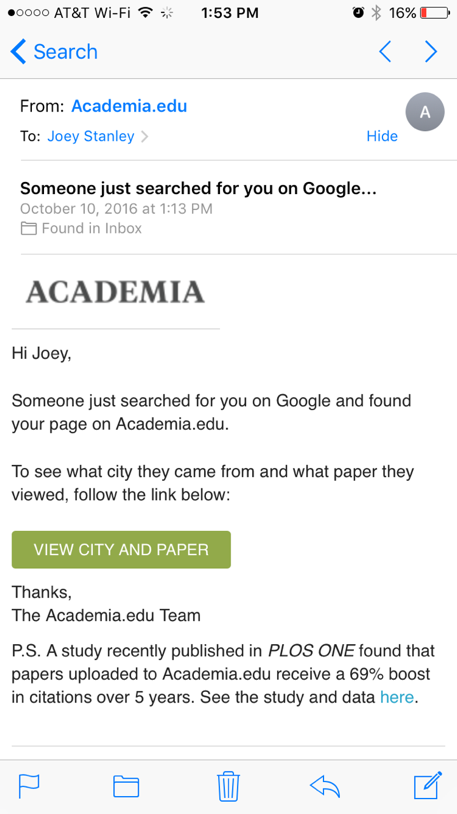 AT&T Wi-Fi 1:53 PM 16%
Search
From: Academia.edu
A
To: Joey Stanley
Hide
Someone just searched for you on Google...
October 10, 2016 at 1:13 PM
Found in Inbox
ACADEMIA
Hi Joey,
Someone just searched for you on Google and found
your page on Academia.edu.
To see what city they came from and what paper they
viewed, follow the link below:
VIEW CITY AND PAPER
Thanks,
The Academia.edu Team
P.S. A study recently published in PLOS ONE found that
papers uploaded to Academia.edu receive a 69% boost
in citations over 5 years. See the study and data here.